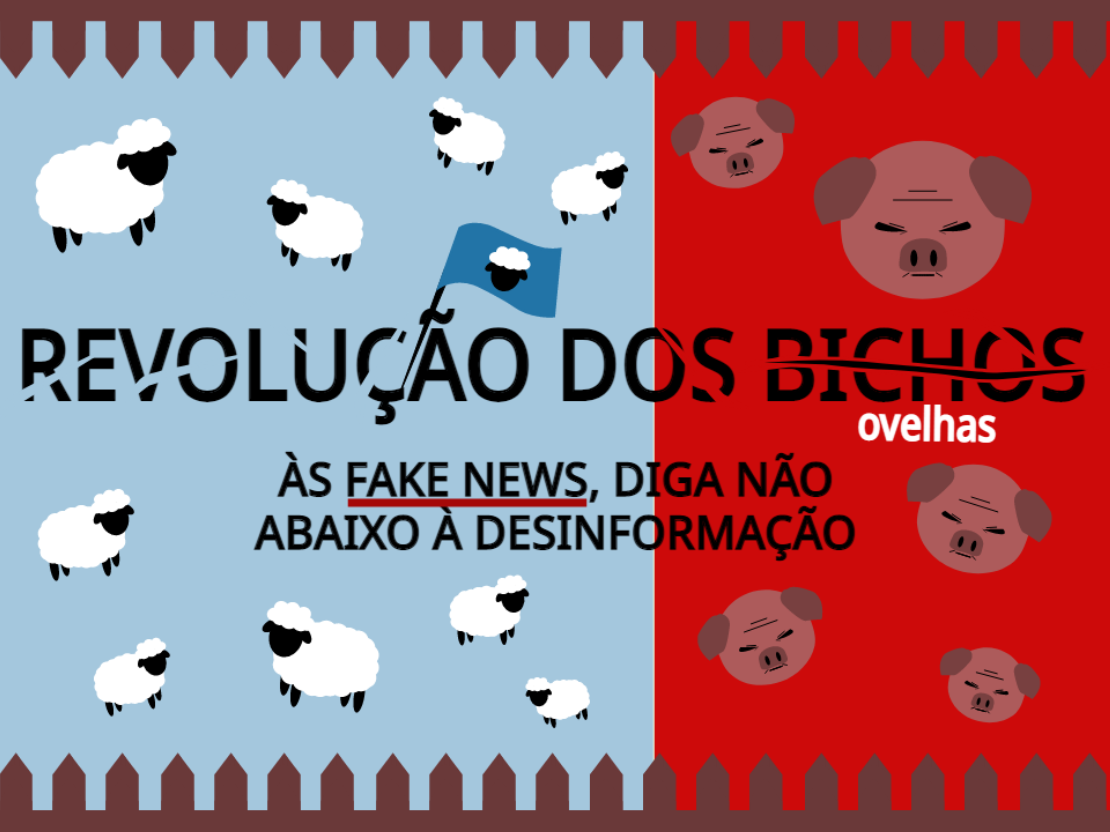 REVOLUÇÃO DOS BICHOS
ovelhas
ÀS FAKE NEWS, DIGA NÃO
ABAIXO À DESINFORMAÇÃO